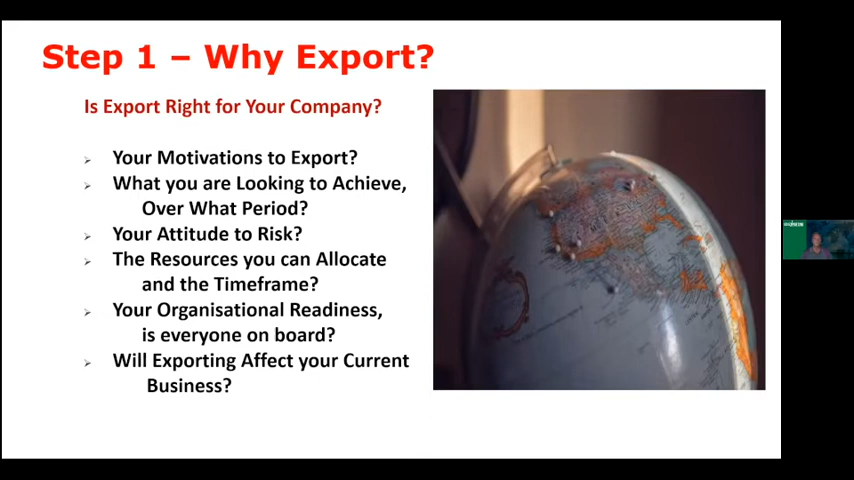 Step 1 – Why Export?
Is Export Right for Your Company?
Your Motivations to Export?
What you are Looking to Achieve,
Over What Period?
Your Attitude to Risk?
The Resources you can Allocate
and the Timeframe?
Your Organisational Readiness,
is everyone on board?
Will Exporting Affect your Current
Business?